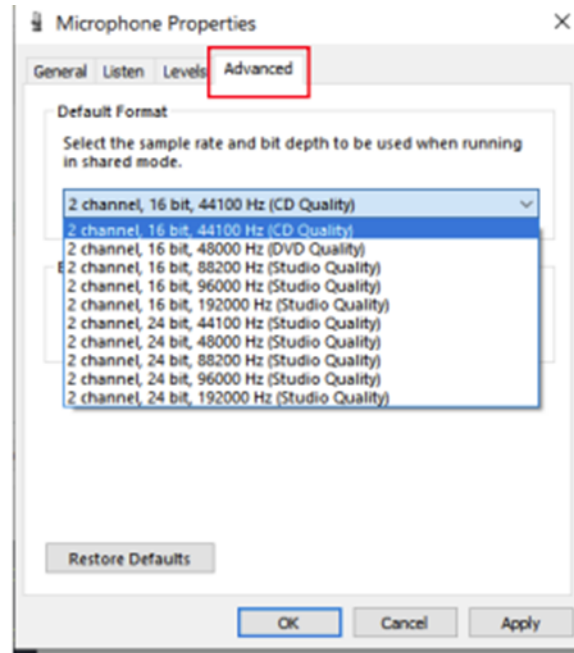 Microphone Properties
General Listen Levels Advanced
Default Format
Select the sample rate and bit depth to be used when running
in shared mode.
2 channel, 16 bit, 44100 Hz (CD Quality)
2 channel, 16 bit, 44100 Hz (CD Quality)
2 channel, 16 bit, 48000 Hz (DVD Quality)
2 channel, 16 bit, 88200 Hz (Studio Quality)
2 channel, 16 bit, 96000 Hz (Studio Quality)
2 channel, 16 bit, 192000 Hz (Studio Quality)
2 channel, 24 bit, 44100 Hz (Studio Quality)
2 channel, 24 bit, 48000 Hz (Studio Quality)
2 channel, 24 bit, 88200 Hz (Studio Quality)
2 channel, 24 bit, 96000 Hz (Studio Quality)
2 channel, 24 bit, 192000 Hz (Studio Quality)
Restore Defaults
OK Cancel Apply